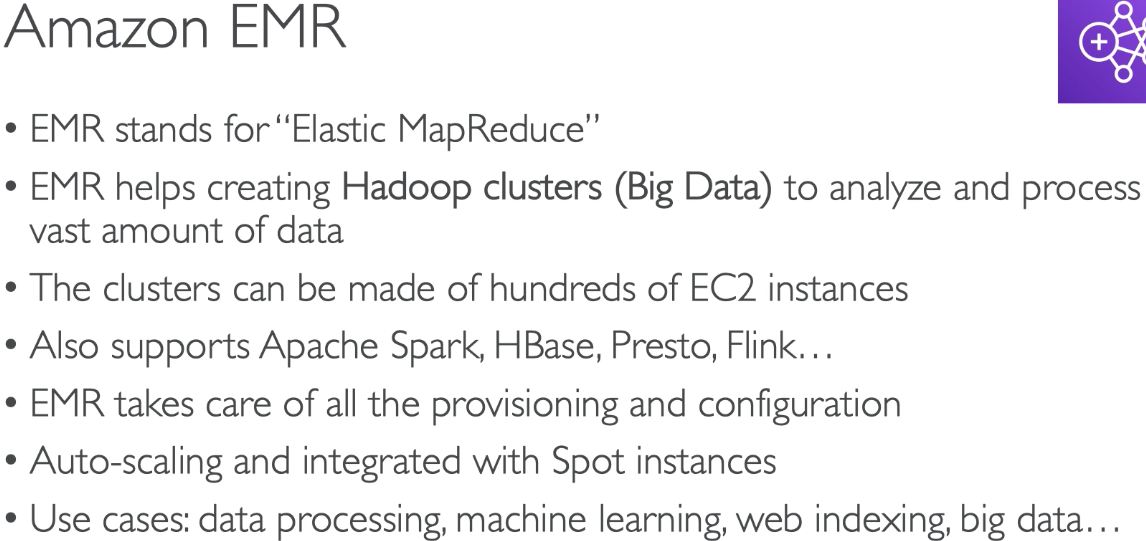 Amazon EMR
• EMR stands for “Elastic MapReduce”
• EMR helps creating Hadoop clusters (Big Data) to analyze and process
vast amount of data
• The clusters can be made of hundreds of EC2 instances
• Also supports Apache Spark, HBase, Presto, Flink…
• EMR takes care of all the provisioning and configuration
• Auto-scaling and integrated with Spot instances
• Use cases: data processing, machine learning, web indexing, big data…